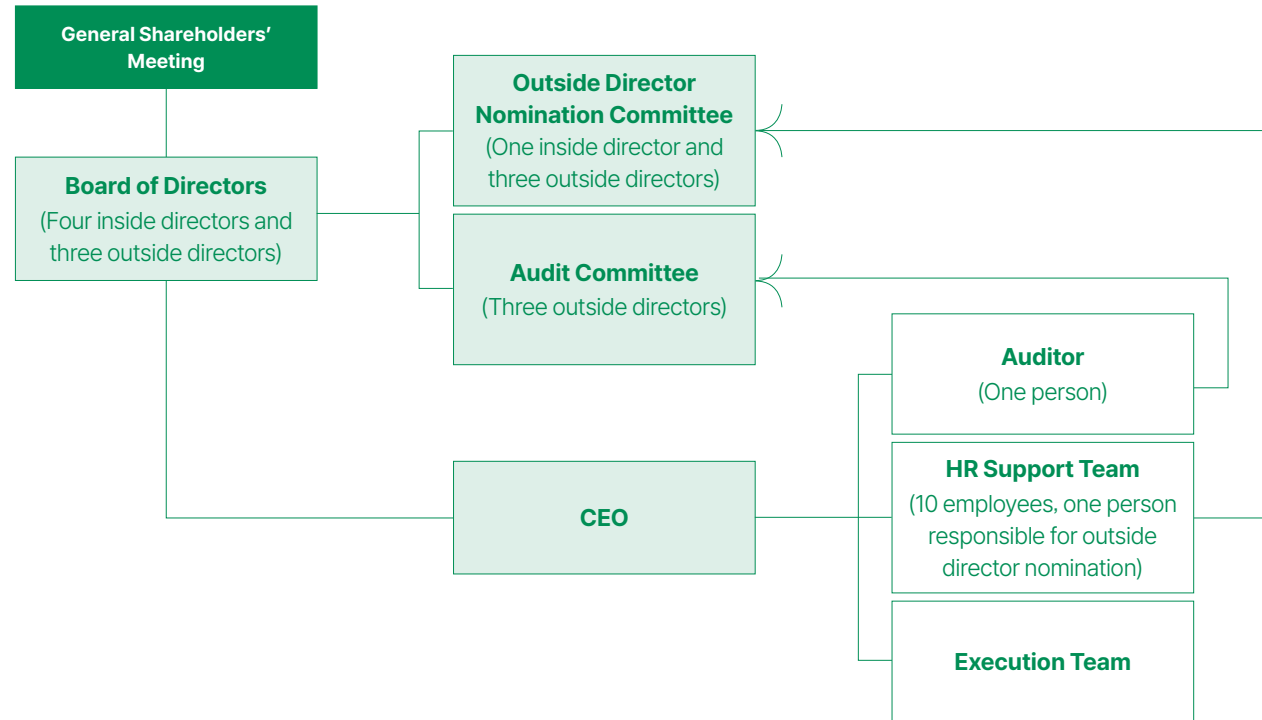 General Shareholders’
Meeting
Board of Directors
(Four inside directors and
three outside directors)
Outside Director
Nomination Committee
(One inside director and
three outside directors)
Audit Committee
(Three outside directors)
CEO
Auditor
(One person)
HR Support Team
(10 employees, one person
responsible for outside
director nomination)
Execution Team